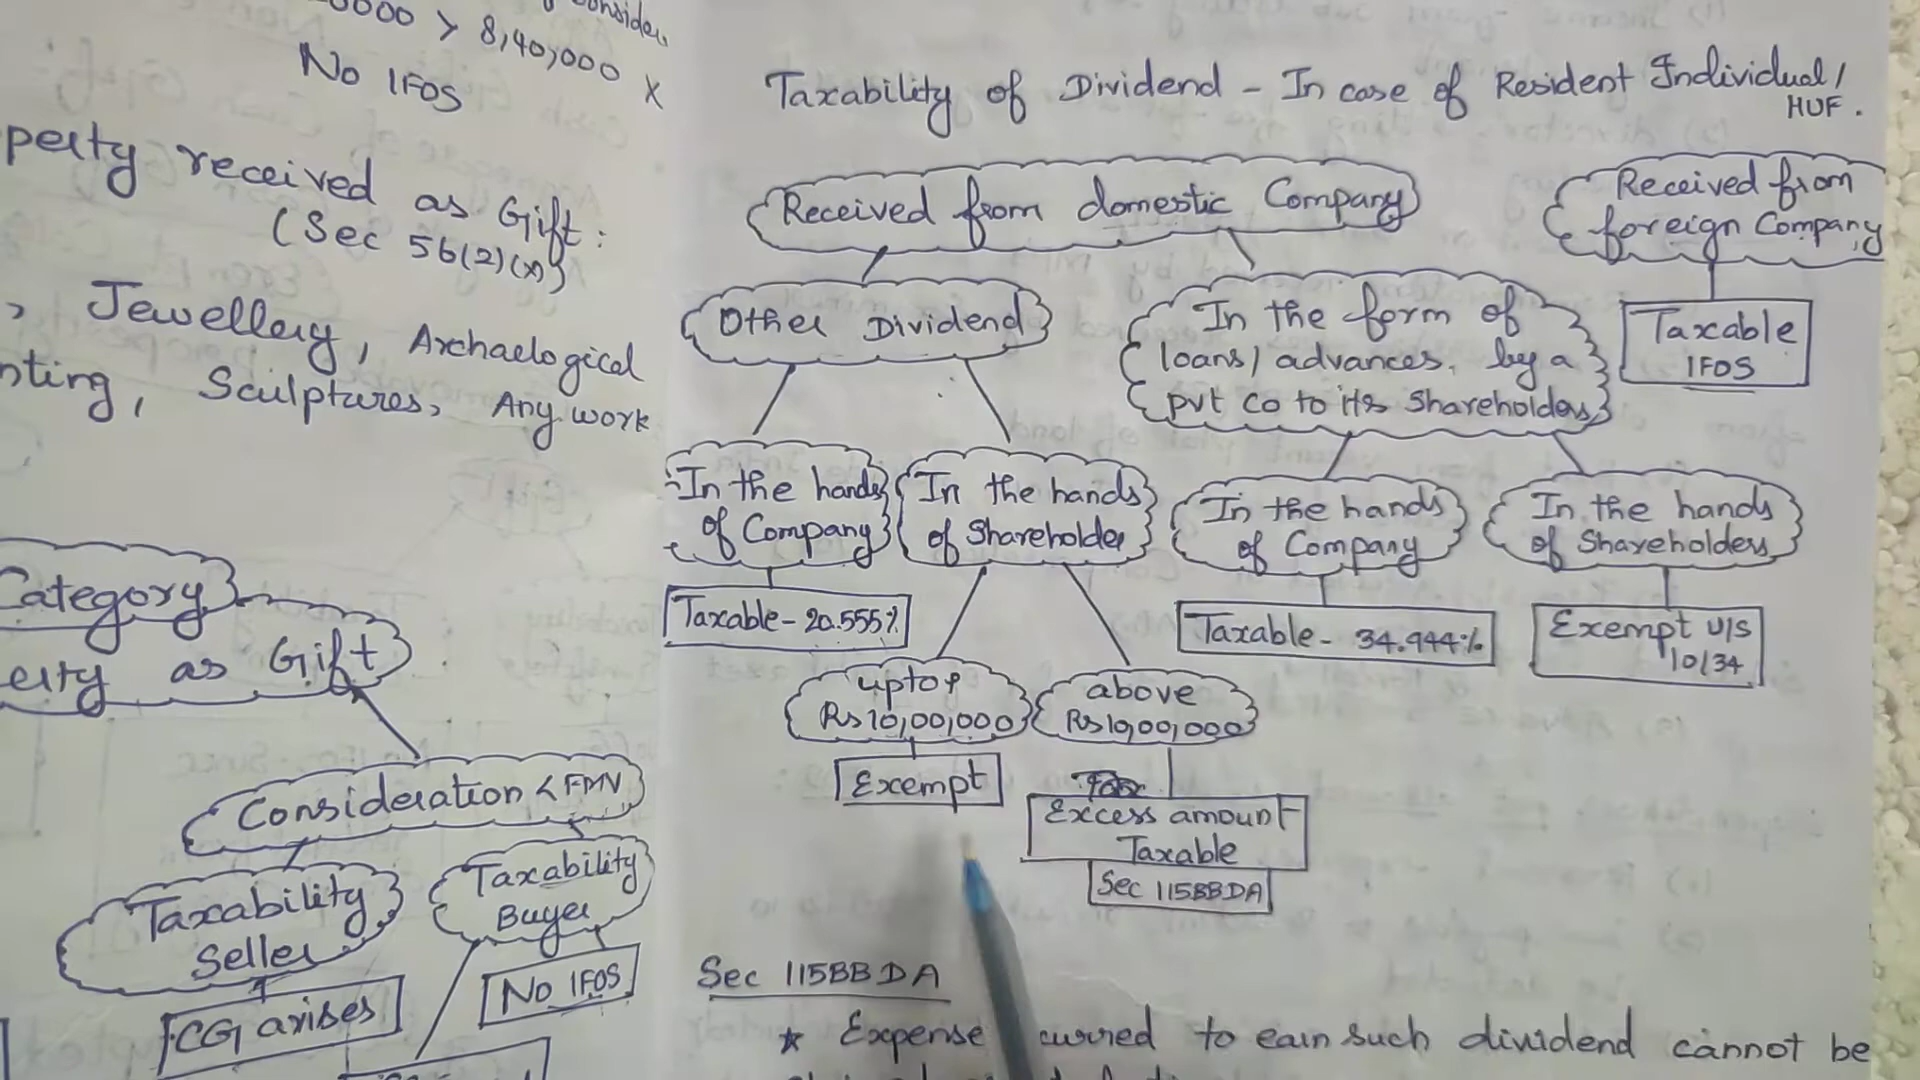 0000 > 8,40,000 x
No IFOS
perty received as Gift :
(Sec 56(2)(x))
, Jewellery, Archaelogical
nting, Sculptures, Any work
Category
erty as Gift
Consideration < FMV
Taxability
Seller
Taxability
Buyer
CG arises
No IFOS
Taxability of Dividend - In case of Resident Individual /
HUF.
Received from domestic Company
Received from
foreign Company
Other Dividend
In the form of
loans / advances, by a
pvt co to its shareholders
Taxable
IFOS
In the hands
of Company
In the hands
of Shareholder
In the hands
of Company
In the hands
of Shareholders
Taxable - 20.555%
Taxable - 34.944%
Exempt u/s
10(34
upto
Rs 10,00,000
above
Rs 10,00,000
Exempt
Excess amount
Taxable
Sec 115BBDA
Sec 115BBDA
* Expense curred to earn such dividend cannot be